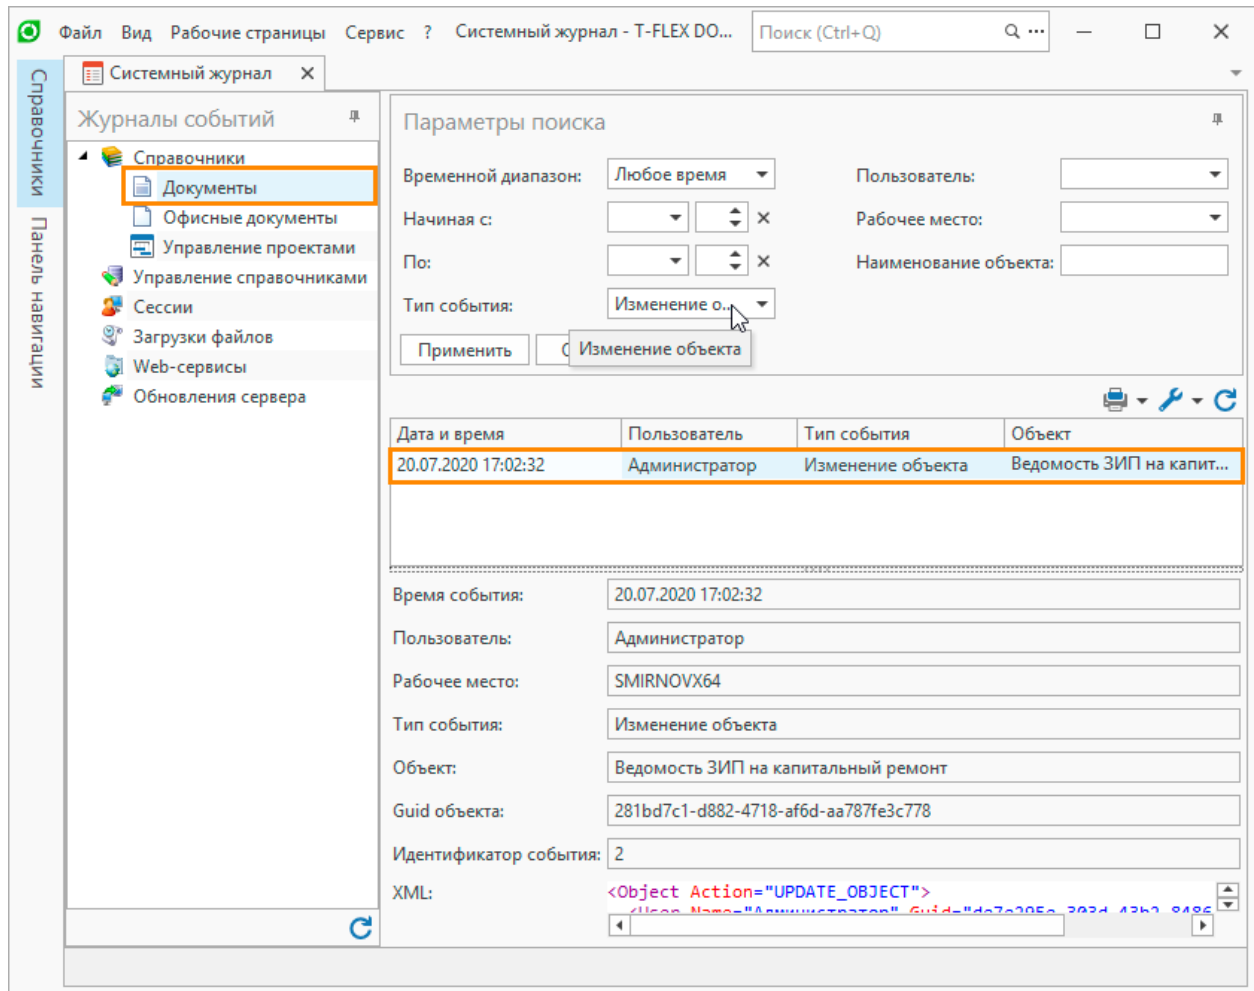 Файл Вид Рабочие страницы Сервис ? Системный журнал - T-FLEX DO... Поиск (Ctrl+Q)
Справочники
Панель навигации
Системный журнал
Журналы событий
Справочники
Документы
Офисные документы
Управление проектами
Управление справочниками
Сессии
Загрузки файлов
Web-сервисы
Обновления сервера
Параметры поиска
Временной диапазон: Любое время Пользователь:
Начиная с: Рабочее место:
По: Наименование объекта:
Тип события: Изменение о...
Применить
Изменение объекта
Дата и время Пользователь Тип события Объект
20.07.2020 17:02:32 Администратор Изменение объекта Ведомость ЗИП на капит...
Время события: 20.07.2020 17:02:32
Пользователь: Администратор
Рабочее место: SMIRNOVX64
Тип события: Изменение объекта
Объект: Ведомость ЗИП на капитальный ремонт
Guid объекта: 281bd7c1-d882-4718-af6d-aa787fe3c778
Идентификатор события: 2
XML: <Object Action="UPDATE_OBJECT">
<User Name="Администратор"